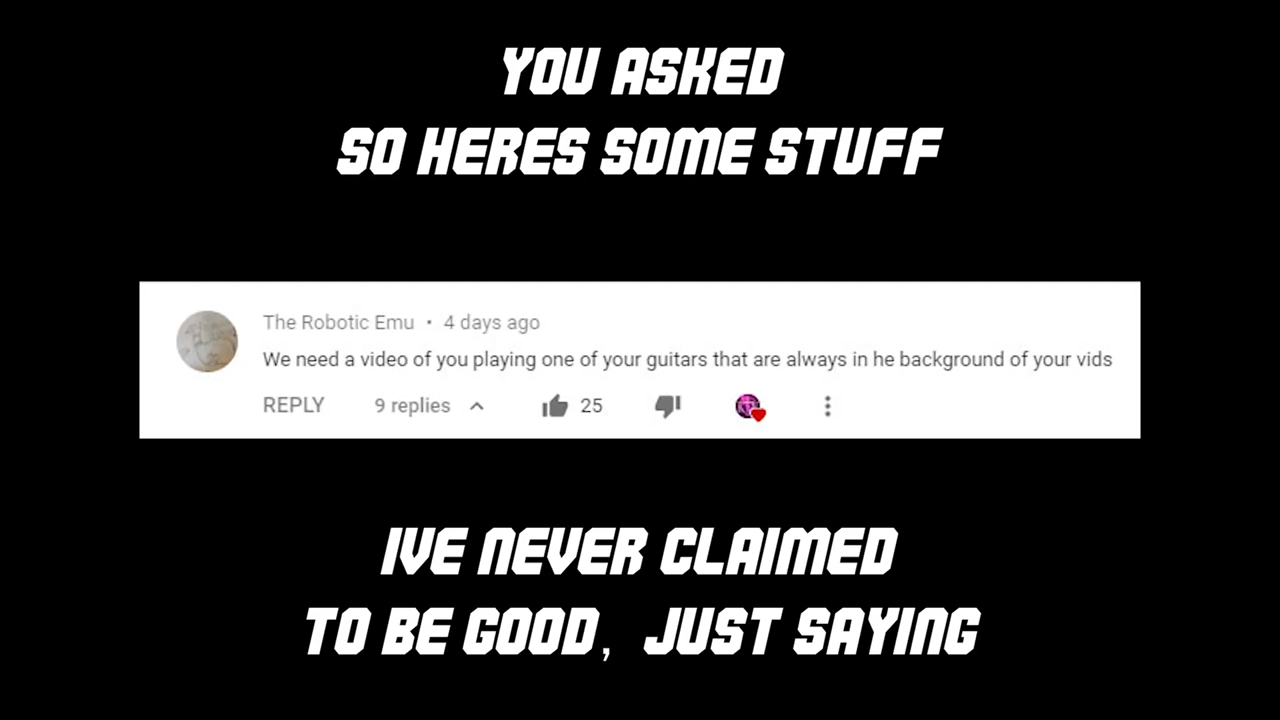 YOU ASKED
SO HERES SOME STUFF
The Robotic Emu • 4 days ago
We need a video of you playing one of your guitars that are always in he background of your vids
REPLY 9 replies 25
IVE NEVER CLAIMED
TO BE GOOD, JUST SAYING